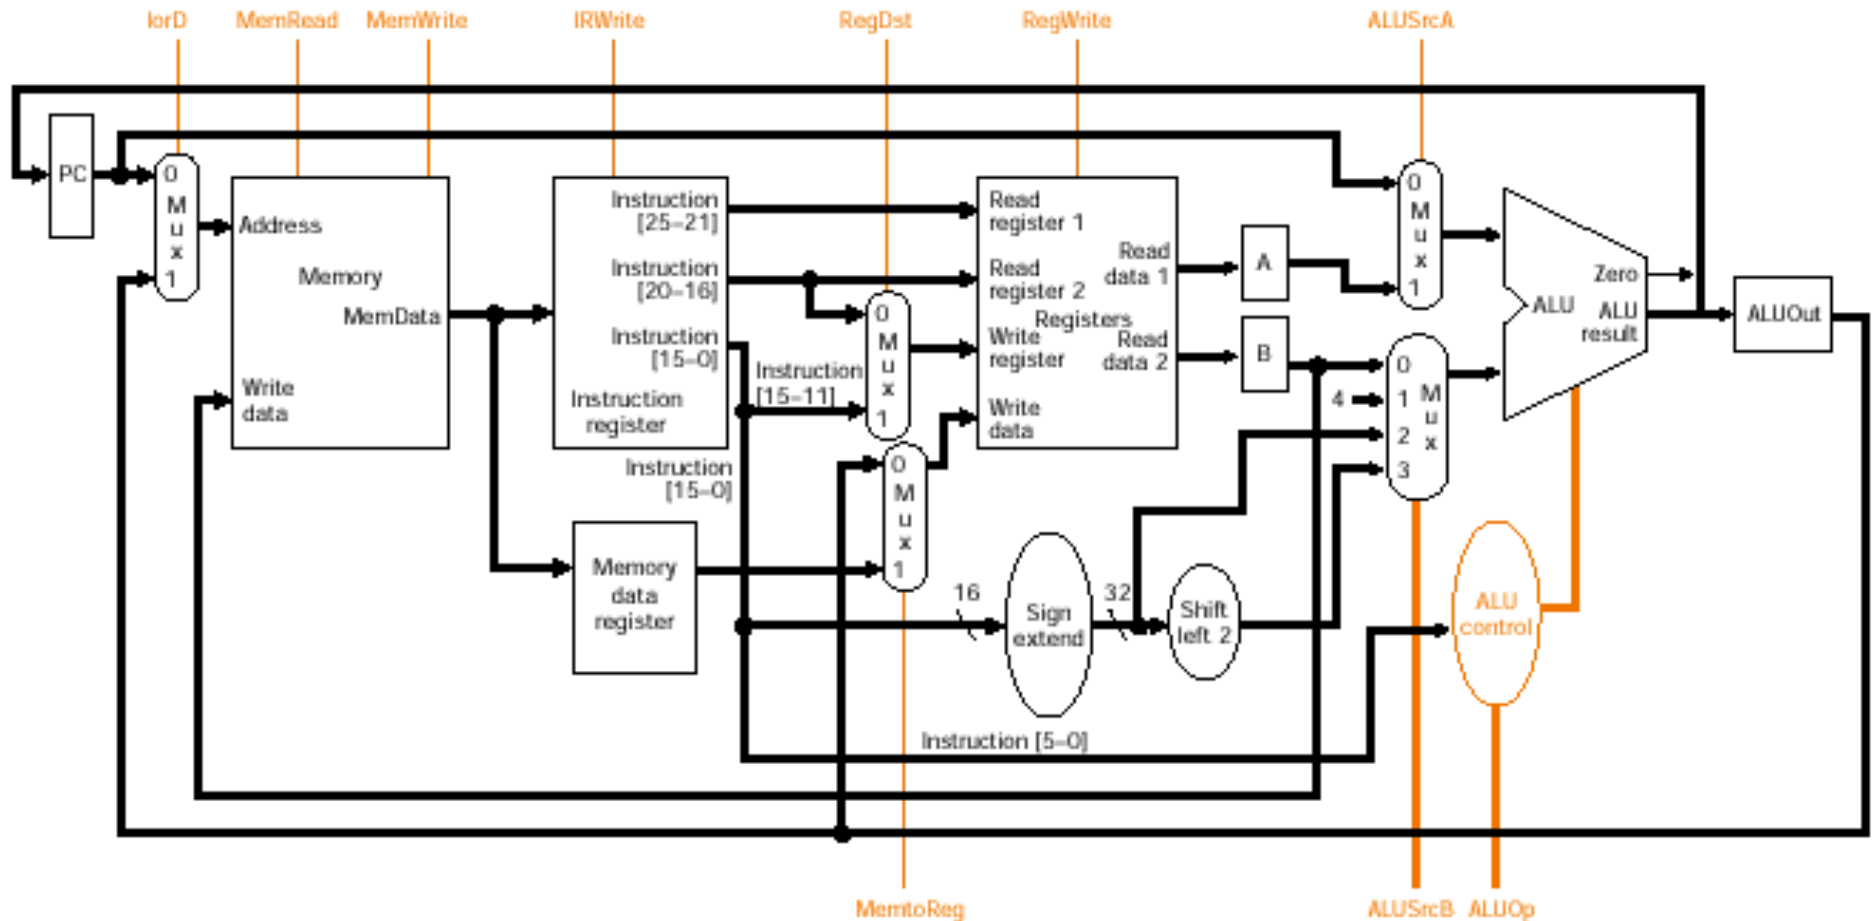 IorD MemRead MemWrite IRWrite RegDst RegWrite ALUSrcA
PC
0
M
u
x
1
Address
Memory
MemData
Write
data
Instruction
[25–21]
Instruction
[20–16]
Instruction
[15–0]
Instruction
register
Instruction
[15–0]
Instruction
[15–11]
Memory
data
register
0
M
u
x
1
0
M
u
x
1
Read
register 1
Read
register 2
Registers
Write
register
Write
data
Read
data 1
Read
data 2
16
Sign
extend
32
Shift
left 2
Instruction [5–0]
A
B
4
0
M
u
x
1
0
1
2
3
M
u
x
Zero
ALU
ALU
result
ALUOut
ALU
control
MemtoReg ALUSrcB ALUOp